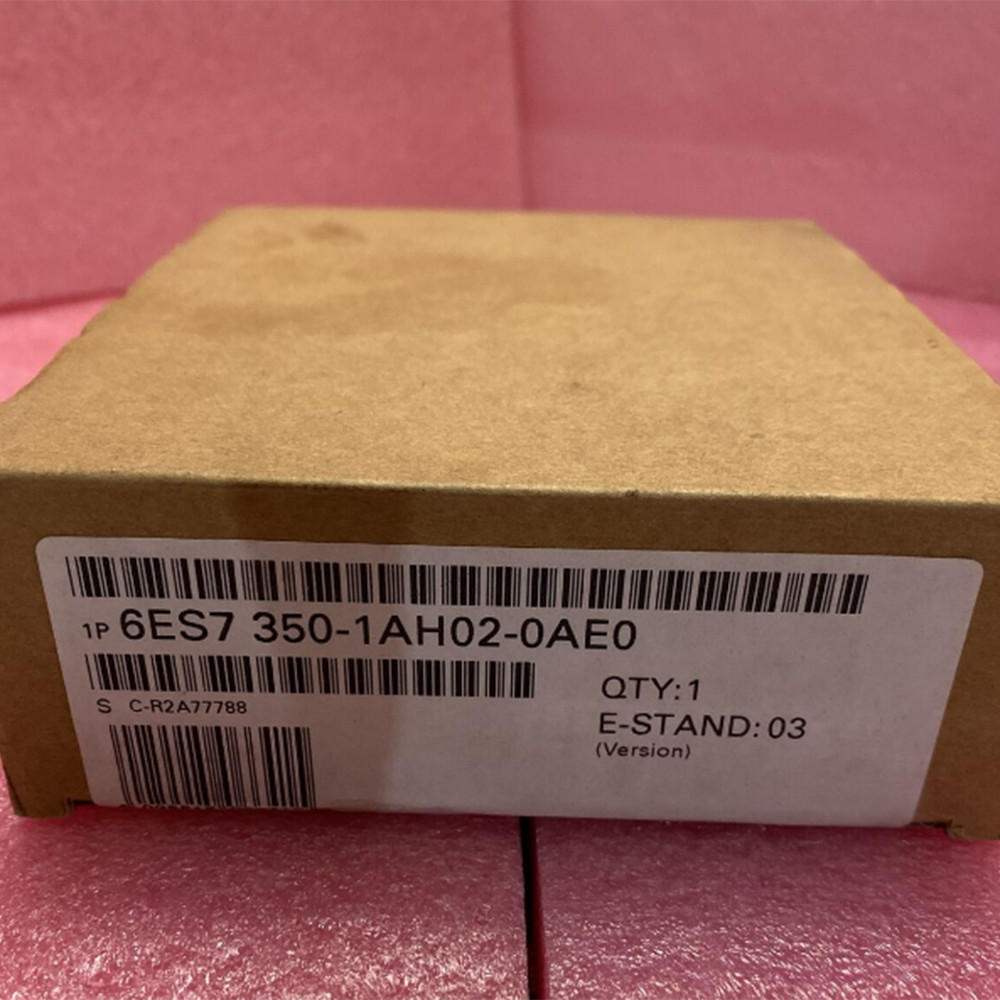 1P 6ES7 350-1AH02-0AE0
S C-R2A77788
QTY:1
E-STAND: 03
(Version)